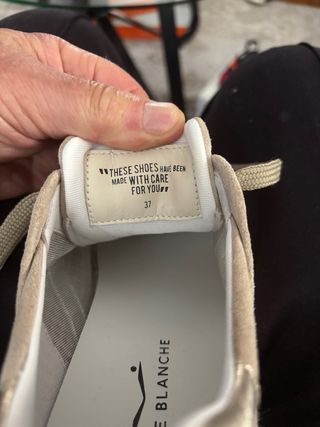 "THESE SHOES HAVE BEEN
MADE WITH CARE
FOR YOU"
37
E BLANCHE